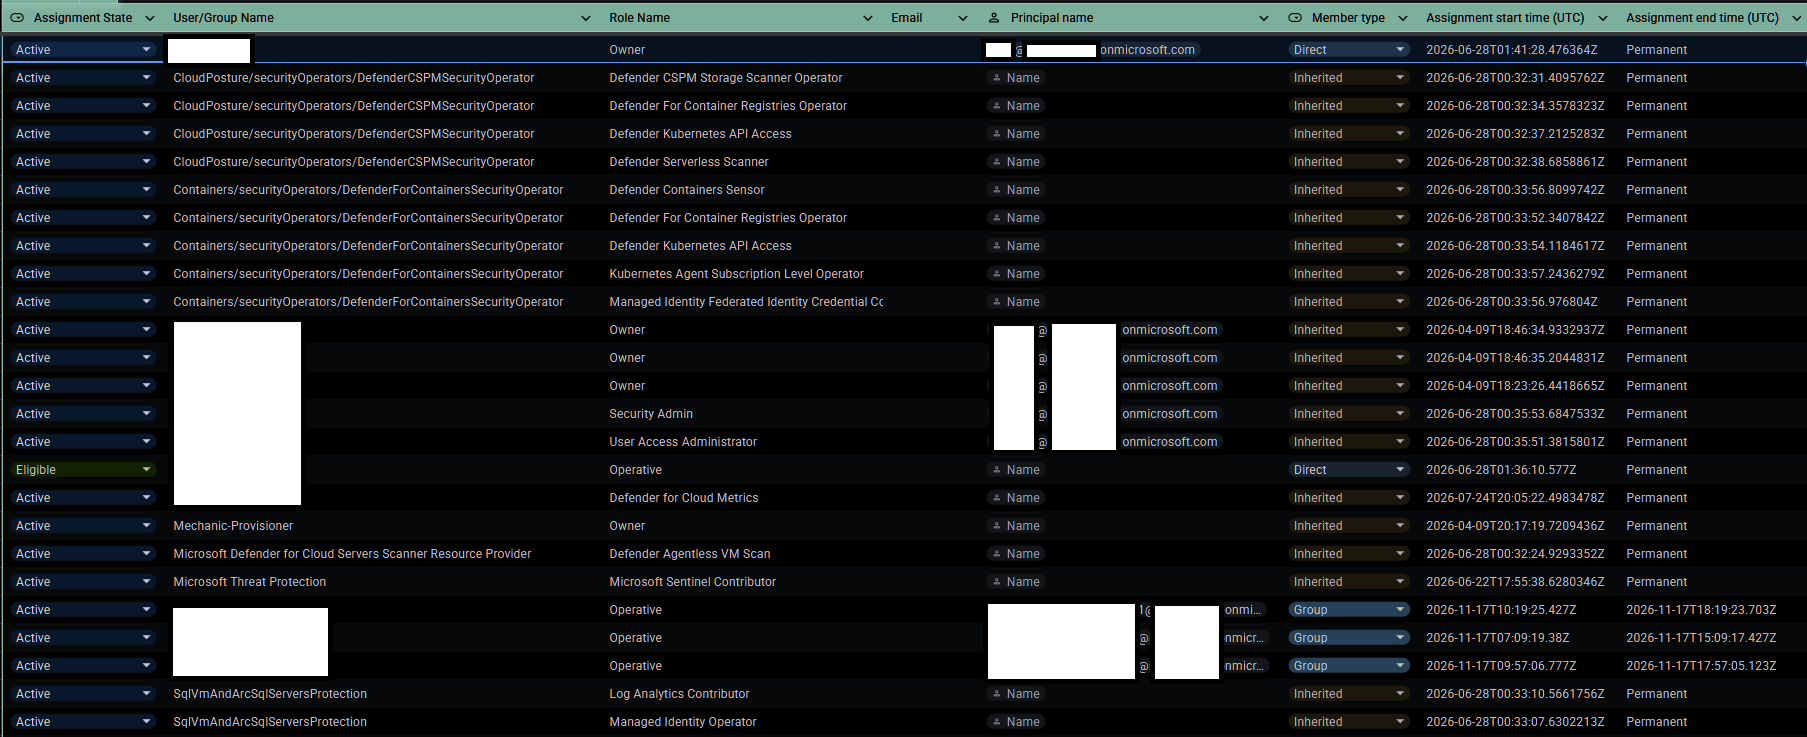 Assignment State User/Group Name Role Name Email Principal name Member type Assignment start time (UTC) Assignment end time (UTC)
Active Owner @ onmicrosoft.com Direct 2026-06-28T01:41:28.476364Z Permanent
Active CloudPosture/securityOperators/DefenderCSPMSecurityOperator Defender CSPM Storage Scanner Operator Name Inherited 2026-06-28T00:32:31.4095762Z Permanent
Active CloudPosture/securityOperators/DefenderCSPMSecurityOperator Defender For Container Registries Operator Name Inherited 2026-06-28T00:32:34.3578323Z Permanent
Active CloudPosture/securityOperators/DefenderCSPMSecurityOperator Defender Kubernetes API Access Name Inherited 2026-06-28T00:32:37.2125283Z Permanent
Active CloudPosture/securityOperators/DefenderCSPMSecurityOperator Defender Serverless Scanner Name Inherited 2026-06-28T00:32:38.6858861Z Permanent
Active Containers/securityOperators/DefenderForContainersSecurityOperator Defender Containers Sensor Name Inherited 2026-06-28T00:33:56.8099742Z Permanent
Active Containers/securityOperators/DefenderForContainersSecurityOperator Defender For Container Registries Operator Name Inherited 2026-06-28T00:33:52.3407842Z Permanent
Active Containers/securityOperators/DefenderForContainersSecurityOperator Defender Kubernetes API Access Name Inherited 2026-06-28T00:33:54.1184617Z Permanent
Active Containers/securityOperators/DefenderForContainersSecurityOperator Kubernetes Agent Subscription Level Operator Name Inherited 2026-06-28T00:33:57.2436279Z Permanent
Active Containers/securityOperators/DefenderForContainersSecurityOperator Managed Identity Federated Identity Credential Cc Name Inherited 2026-06-28T00:33:56.976804Z Permanent
Active Owner @ onmicrosoft.com Inherited 2026-04-09T18:46:34.9332937Z Permanent
Active Owner @ onmicrosoft.com Inherited 2026-04-09T18:46:35.2044831Z Permanent
Active Owner @ onmicrosoft.com Inherited 2026-04-09T18:23:26.4418665Z Permanent
Active Security Admin @ onmicrosoft.com Inherited 2026-06-28T00:35:53.6847533Z Permanent
Active User Access Administrator @ onmicrosoft.com Inherited 2026-06-28T00:35:51.3815801Z Permanent
Eligible Operative Name Direct 2026-06-28T01:36:10.577Z Permanent
Active Defender for Cloud Metrics Name Inherited 2026-07-24T20:05:22.4983478Z Permanent
Active Mechanic-Provisioner Owner Name Inherited 2026-04-09T20:17:19.7209436Z Permanent
Active Microsoft Defender for Cloud Servers Scanner Resource Provider Defender Agentless VM Scan Name Inherited 2026-06-28T00:32:24.9293352Z Permanent
Active Microsoft Threat Protection Microsoft Sentinel Contributor Name Inherited 2026-06-22T17:55:38.6280346Z Permanent
Active Operative 1@ onmi... Group 2026-11-17T10:19:25.427Z 2026-11-17T18:19:23.703Z
Active Operative @ nmicr... Group 2026-11-17T07:09:19.38Z 2026-11-17T15:09:17.427Z
Active Operative @ nmicr... Group 2026-11-17T09:57:06.777Z 2026-11-17T17:57:05.123Z
Active SqlVmAndArcSqlServersProtection Log Analytics Contributor Name Inherited 2026-06-28T00:33:10.5661756Z Permanent
Active SqlVmAndArcSqlServersProtection Managed Identity Operator Name Inherited 2026-06-28T00:33:07.6302213Z Permanent